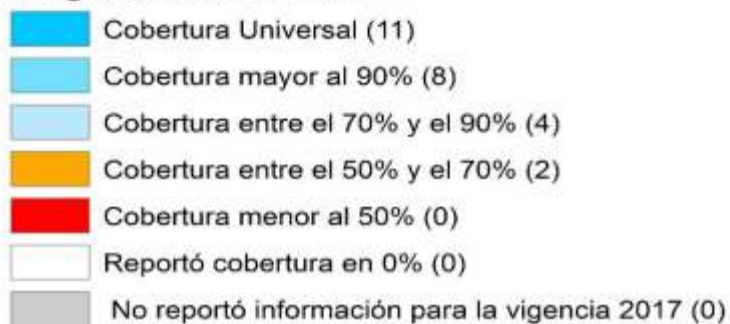 Cobertura Universal (11)
Cobertura mayor al 90% (8)
Cobertura entre el 70% y el 90% (4)
Cobertura entre el 50% y el 70% (2)
Cobertura menor al 50% (0)
Reportó cobertura en 0% (0)
No reportó información para la vigencia 2017 (0)